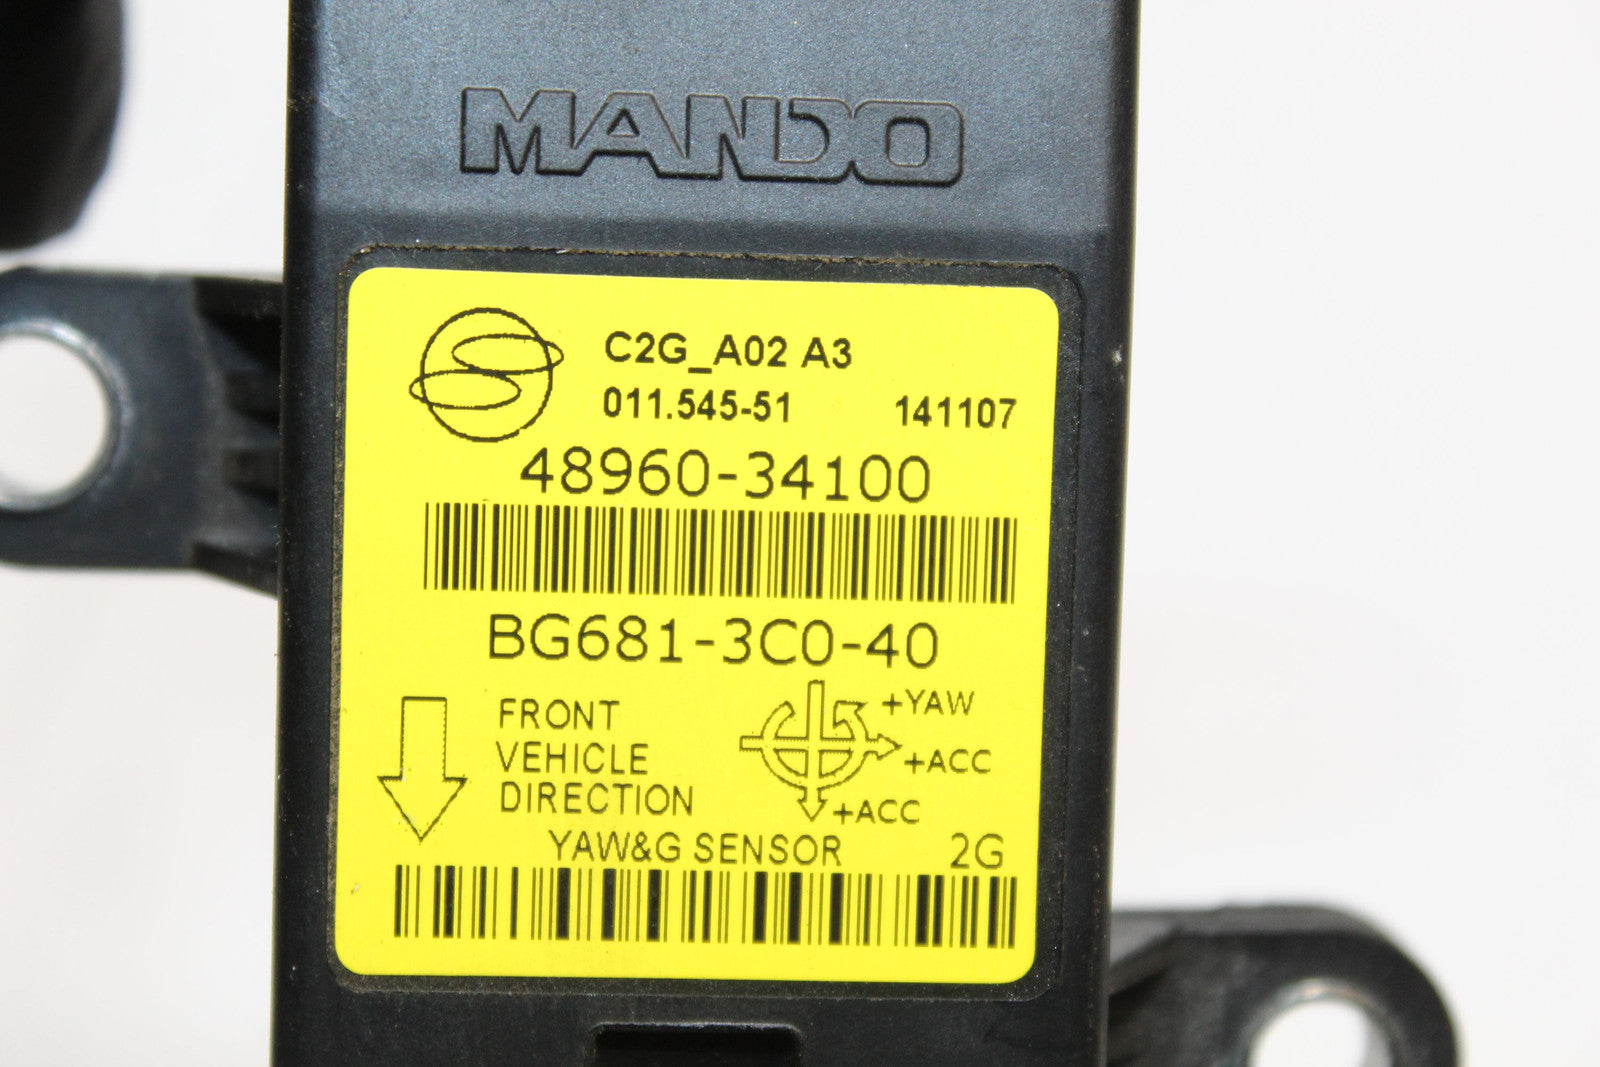 MANDO
C2G_A02 A3
011.545-51 141107
48960-34100
BG681-3C0-40
FRONT
VEHICLE
DIRECTION
+YAW
+ACC
+ACC
YAW&G SENSOR 2G